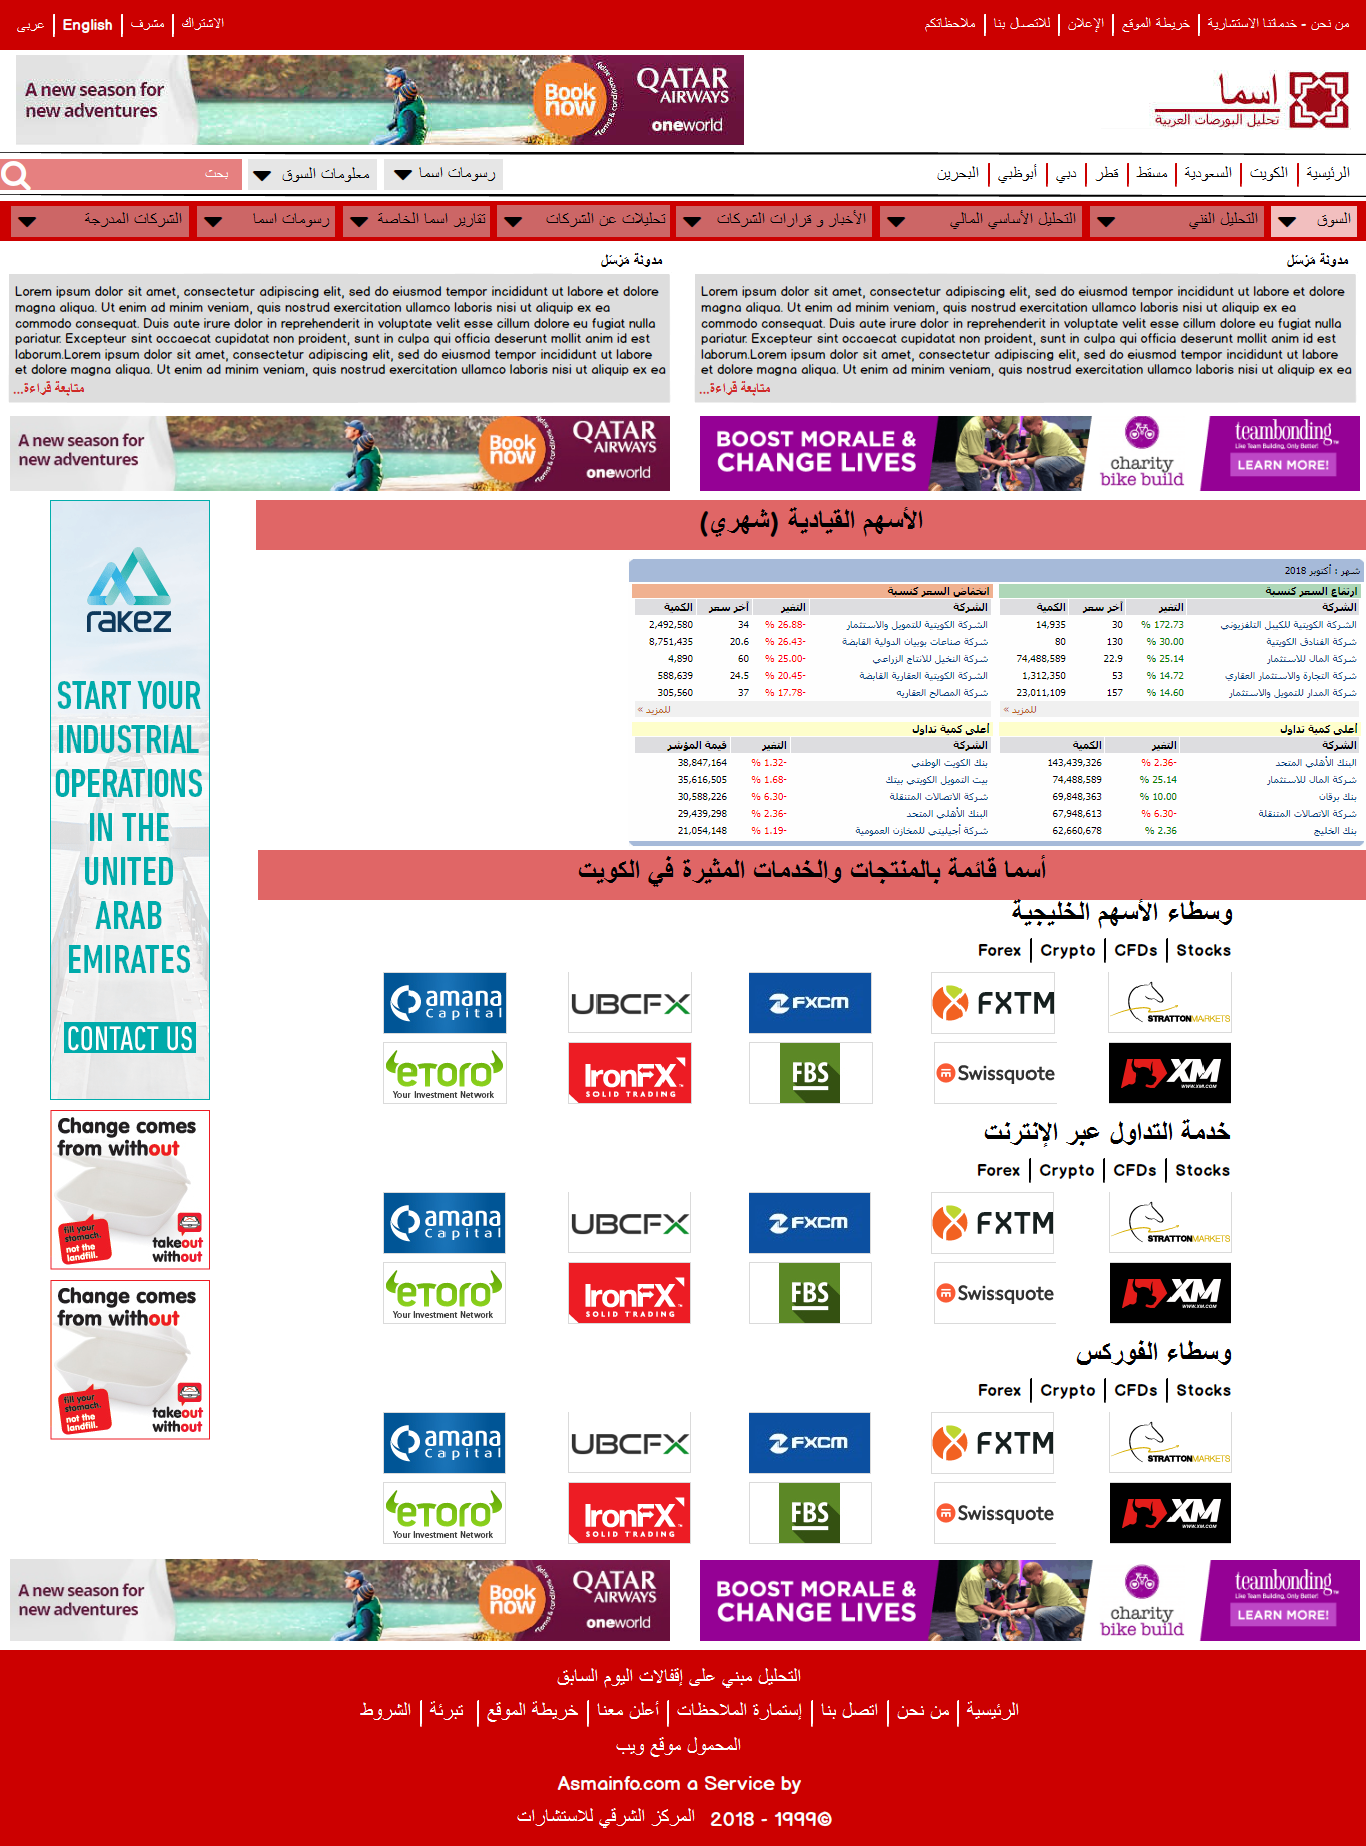 من نحن - خدماتنا الاستشارية | خريطة الموقع | الإعلان | للاتصال بنا | ملاحظاتكم
الاشتراك | مشرف | English | عربى
A new season for
new adventures
Book
now
QATAR
AIRWAYS
oneworld
اسما
تحليل البورصات العربية
الرئيسية | الكويت | السعودية | مسقط | قطر | دبي | أبوظبي | البحرين
رسومات اسما
معلومات السوق
بحث
السوق
التحليل الفني
التحليل الأساسي المالي
الأخبار و قرارات الشركات
تحليلات عن الشركات
تقارير اسما الخاصة
رسومات اسما
الشركات المدرجة
مدونة مَرْسَل
Lorem ipsum dolor sit amet, consectetur adipiscing elit, sed do eiusmod tempor incididunt ut labore et dolore
magna aliqua. Ut enim ad minim veniam, quis nostrud exercitation ullamco laboris nisi ut aliquip ex ea
commodo consequat. Duis aute irure dolor in reprehenderit in voluptate velit esse cillum dolore eu fugiat nulla
pariatur. Excepteur sint occaecat cupidatat non proident, sunt in culpa qui officia deserunt mollit anim id est
laborum.Lorem ipsum dolor sit amet, consectetur adipiscing elit, sed do eiusmod tempor incididunt ut labore
et dolore magna aliqua. Ut enim ad minim veniam, quis nostrud exercitation ullamco laboris nisi ut aliquip ex ea
متابعة قراءة...
مدونة مَرْسَل
Lorem ipsum dolor sit amet, consectetur adipiscing elit, sed do eiusmod tempor incididunt ut labore et dolore
magna aliqua. Ut enim ad minim veniam, quis nostrud exercitation ullamco laboris nisi ut aliquip ex ea
commodo consequat. Duis aute irure dolor in reprehenderit in voluptate velit esse cillum dolore eu fugiat nulla
pariatur. Excepteur sint occaecat cupidatat non proident, sunt in culpa qui officia deserunt mollit anim id est
laborum.Lorem ipsum dolor sit amet, consectetur adipiscing elit, sed do eiusmod tempor incididunt ut labore
et dolore magna aliqua. Ut enim ad minim veniam, quis nostrud exercitation ullamco laboris nisi ut aliquip ex ea
متابعة قراءة...
A new season for
new adventures
Book
now
QATAR
AIRWAYS
oneworld
BOOST MORALE &
CHANGE LIVES
charity
bike build
teambonding
Like Team Building, Only Better!
LEARN MORE!
الأسهم القيادية (شهري)
شهر : أكتوبر 2018
ارتفاع السعر كنسبة
الشركة التغير آخر سعر الكمية
الشركة الكويتية للكيبل التلفزيوني 172.73 % 30 14,935
شركة الفنادق الكويتية 30.00 % 130 80
شركة المال للاستثمار 25.14 % 22.9 74,488,589
شركة التجارة والاستثمار العقاري 14.72 % 53 1,312,350
شركة المدار للتمويل والاستثمار 14.60 % 157 23,011,109
للمزيد »
انخفاض السعر كنسبة
الشركة التغير آخر سعر الكمية
الشركة الكويتية للتمويل والاستثمار -26.88 % 34 2,492,580
شركة صناعات بوبيان الدولية القابضة -26.43 % 20.6 8,751,435
شركة النخيل للانتاج الزراعي -25.00 % 60 4,890
الشركة الكويتية العقارية القابضة -20.45 % 24.5 588,639
شركة المصالح العقاريه -17.78 % 37 305,560
للمزيد »
أعلى كمية تداول
الشركة التغير الكمية
البنك الأهلي المتحد -2.36 % 143,439,326
شركة المال للاستثمار 25.14 % 74,488,589
بنك برقان 10.00 % 69,848,363
شركة الاتصالات المتنقلة -6.30 % 67,948,613
بنك الخليج 2.36 % 62,660,678
أعلى كمية تداول
الشركة التغير قيمة المؤشر
بنك الكويت الوطني -1.32 % 38,847,164
بيت التمويل الكويتي بيتك -1.68 % 35,616,505
شركة الاتصالات المتنقلة -6.30 % 30,588,226
البنك الأهلي المتحد -2.36 % 29,439,298
شركة أجيليتي للمخازن العمومية -1.19 % 21,054,148
rakez
START YOUR
INDUSTRIAL
OPERATIONS
IN THE
UNITED
ARAB
EMIRATES
CONTACT US
Change comes
from without
fill your
stomach.
not the
landfill.
takeout
without
Change comes
from without
fill your
stomach.
not the
landfill.
takeout
without
أسما قائمة بالمنتجات والخدمات المثيرة في الكويت
وسطاء الأسهم الخليجية
Forex | Crypto | CFDs | Stocks
amana Capital UBCFX FXCM FXTM STRATTONMARKETS
eToro Your Investment Network IronFX SOLID TRADING FBS Swissquote XM WWW.XM.COM
خدمة التداول عبر الإنترنت
Forex | Crypto | CFDs | Stocks
amana Capital UBCFX FXCM FXTM STRATTONMARKETS
eToro Your Investment Network IronFX SOLID TRADING FBS Swissquote XM WWW.XM.COM
وسطاء الفوركس
Forex | Crypto | CFDs | Stocks
amana Capital UBCFX FXCM FXTM STRATTONMARKETS
eToro Your Investment Network IronFX SOLID TRADING FBS Swissquote XM WWW.XM.COM
A new season for
new adventures
Book
now
QATAR
AIRWAYS
oneworld
BOOST MORALE &
CHANGE LIVES
charity
bike build
teambonding
Like Team Building, Only Better!
LEARN MORE!
التحليل مبني على إقفالات اليوم السابق
الرئيسية | من نحن | اتصل بنا | إستمارة الملاحظات | أعلن معنا | خريطة الموقع | تبرئة | الشروط
المحمول موقع ويب
Asmainfo.com a Service by
المركز الشرقي للاستشارات 2018 - 1999©